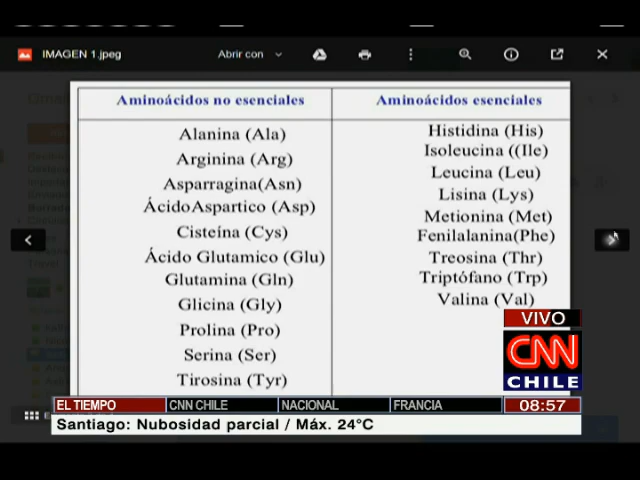 IMAGEN 1.jpeg
Abrir con
Aminoácidos no esenciales
Alanina (Ala)
Arginina (Arg)
Asparragina(Asn)
ÁcidoAspartico (Asp)
Cisteína (Cys)
Ácido Glutamico (Glu)
Glutamina (Gln)
Glicina (Gly)
Prolina (Pro)
Serina (Ser)
Tirosina (Tyr)
Aminoácidos esenciales
Histidina (His)
Isoleucina ((Ile)
Leucina (Leu)
Lisina (Lys)
Metionina (Met)
Fenilalanina(Phe)
Treosina (Thr)
Triptófano (Trp)
Valina (Val)
VIVO
CNN
CHILE
EL TIEMPO
CNN CHILE
NACIONAL
FRANCIA
08:57
Santiago: Nubosidad parcial / Máx. 24°C